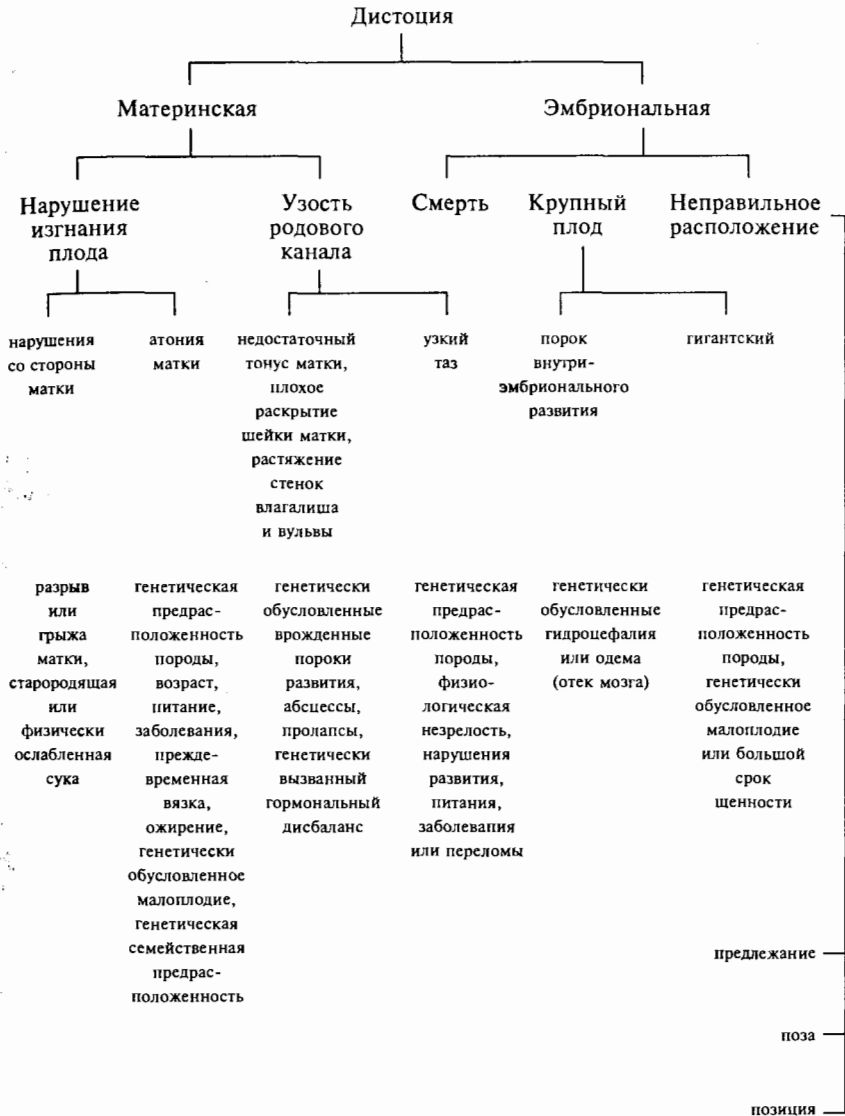 Дистоция
Материнская
Эмбриональная
Нарушение
изгнания
плода
Узость
родового
канала
Смерть
Крупный
плод
Неправильное
расположение
нарушения
со стороны
матки
атония
матки
недостаточный
тонус матки,
плохое
раскрытие
шейки матки,
растяжение
стенок
влагалиша
и вульвы
узкий
таз
порок
внутри-
эмбрионального
развития
гигантский
разрыв
или
грыжа
матки,
старородящая
или
физически
ослабленная
сука
генетическая
предрас-
положенность
породы,
возраст,
питание,
заболевания,
прежде-
временная
вязка,
ожирение,
генетически
обусловленное
малоплодие,
генетическая
семейственная
предрас-
положенность
генетически
обусловленные
врожденные
пороки
развития,
абсцессы,
пролапсы,
генетически
вызванный
гормональный
дисбаланс
генетическая
предрас-
положенность
породы,
физио-
логическая
незрелость,
нарушения
развития,
питания,
заболевания
или переломы
генетически
обусловленные
гидроцефалия
или одема
(отек мозга)
генетическая
предрас-
положенность
породы,
генетически
обусловленное
малоплодие
или большой
срок
щенности
предлежание
поза
позиция